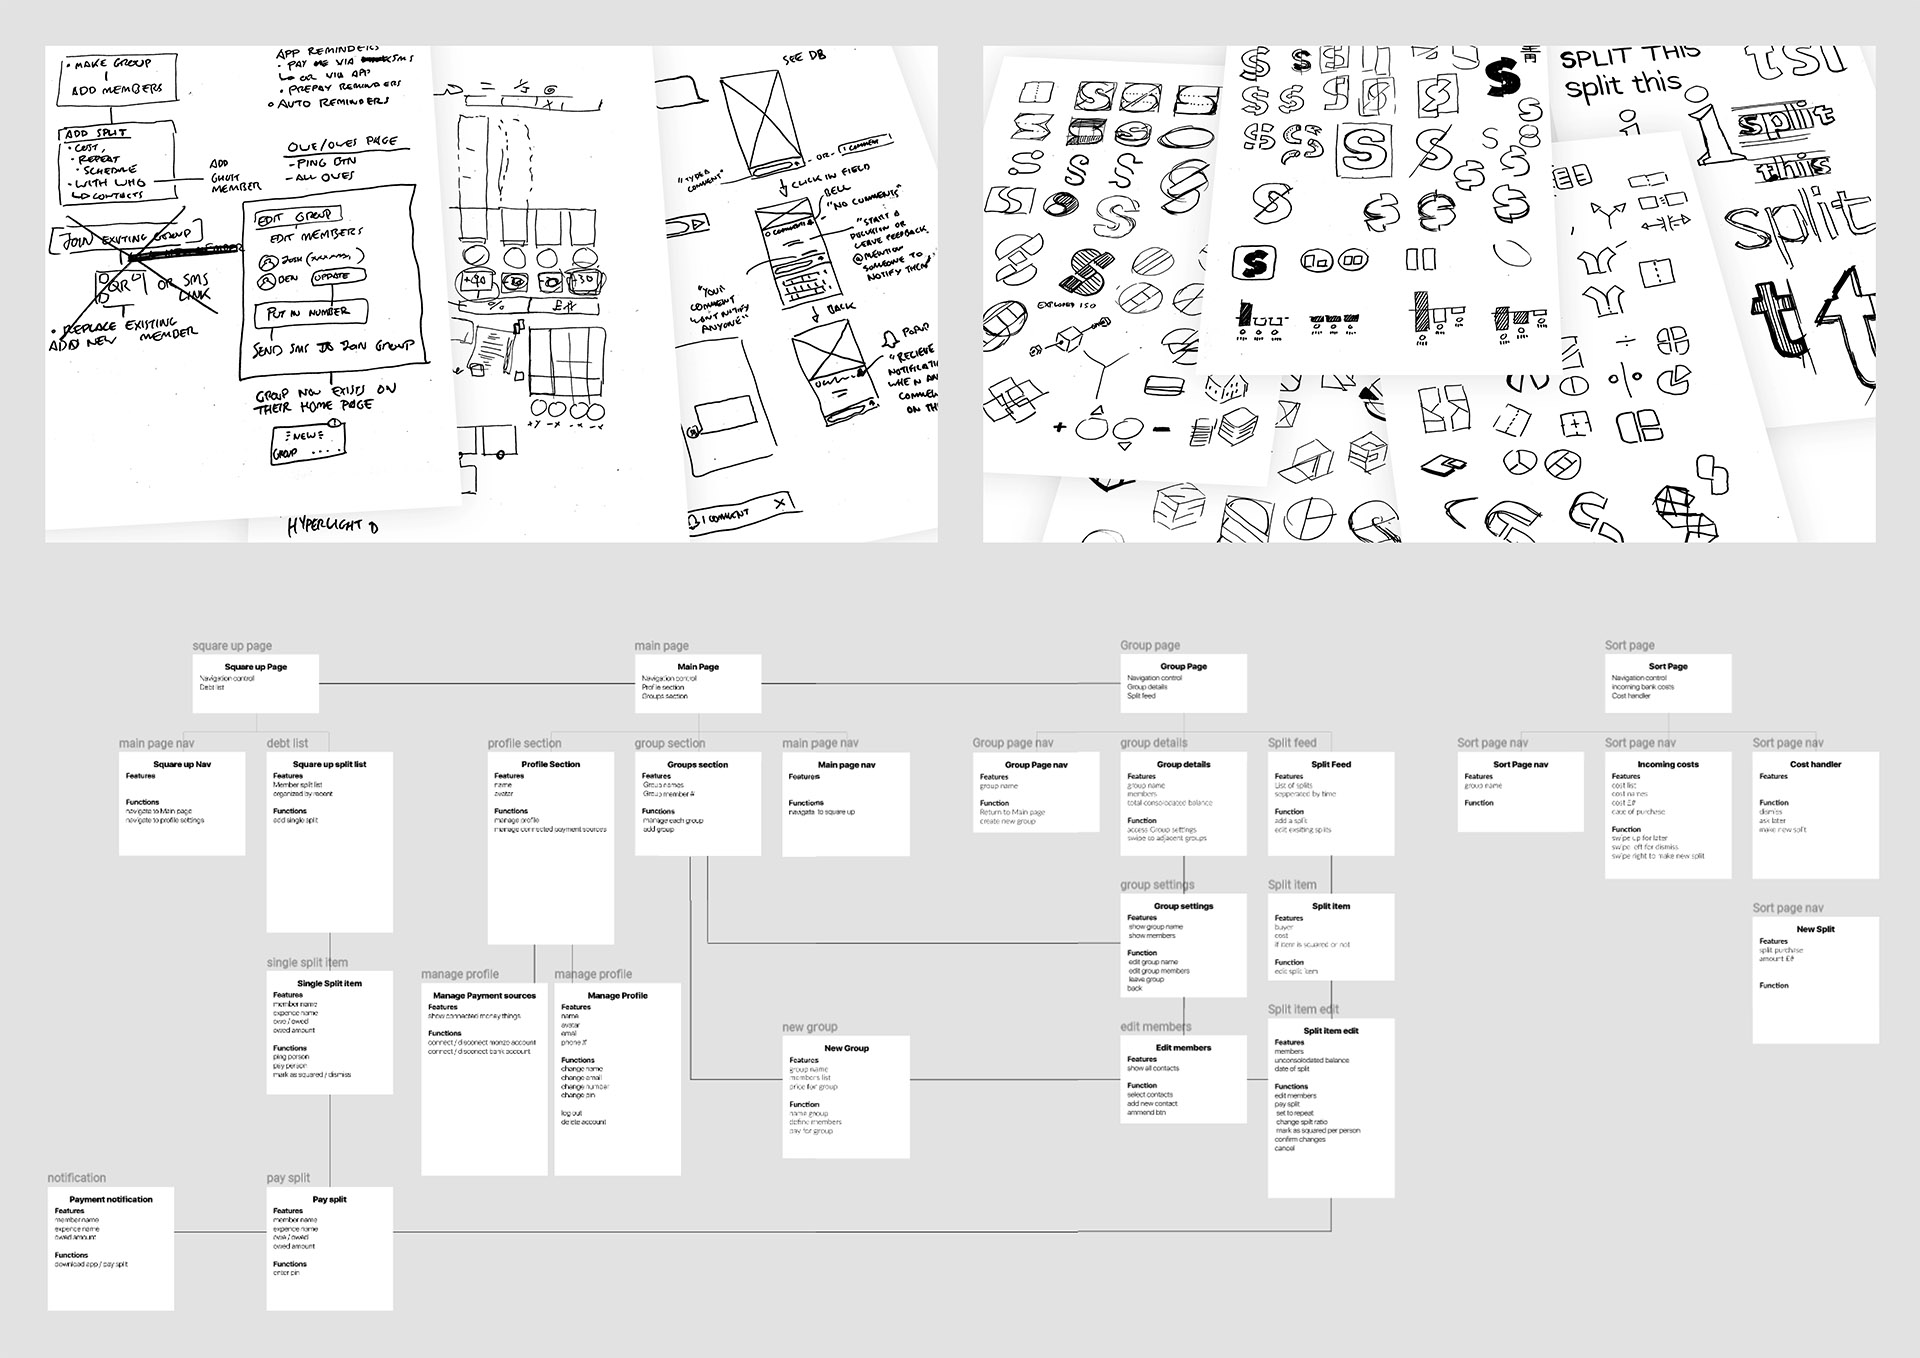 • MAKE GROUP
ADD MEMBERS
ADD SPLIT
• COST,
• REPEAT
• SCHEDULE
• WITH WHO
↳ CONTACTS
ADD
GHOST
MEMBER
JOIN EXISTING GROUP
QR
OR SMS
LINK
• REPLACE EXISTING
ADD NEW MEMBER
APP REMINDERS
• PAY ME VIA SMS
↳ OR VIA APP
• PREPAY REMINDERS
○ AUTO REMINDERS
OWE/OWES PAGE
- PING BTN
- ALL OWES
EDIT GROUP
EDIT MEMBERS
JOSH
BEN
UPDATE
PUT IN NUMBER
SEND SMS TO JOIN GROUP
GROUP NOW EXISTS ON
THEIR HOME PAGE
NEW
GROUP ....
HYPERLIGHT
£#
SEE DB
"TYPE A
COMMENT"
- OR -
1 COMMENT
CLICK IN FIELD
BELL
"NO COMMENTS"
COMMENTS
"START A
LEAVE FEEDBACK
@MENTION
SOMEONE TO
NOTIFY THEM"
"YOUR
COMMENT
WONT NOTIFY
ANYONE"
BACK
POPUP
"RECIEVE
WHEN AN
ON TH
1 COMMENT X
EXPLODED ISO
SPLIT THIS
split this
tsi
split
this
split
t t
square up page
Square up Page
Navigation control
Debt list
main page
Main Page
Navigation control
Profile section
Groups section
Group page
Group Page
Navigation control
Group details
Split feed
Sort page
Sort Page
Navigation control
incoming bank costs
Cost handler
main page nav
Square up Nav
Features
Functions
navigate to Main page
navigate to profile settings
debt list
Square up split list
Features
Member split list
organized by recent
Functions
add single split
profile section
Profile Section
Features
name
avatar
Functions
manage profile
manage connected payment sources
group section
Groups section
Features
Group names
Group member #
Functions
manage each group
add group
main page nav
Main page nav
Features
Functions
navigate to square up
Group page nav
Group Page nav
Features
group name
Function
Return to Main page
create new group
group details
Group details
Features
group name
members
total consolodated balance
Function
access Group settings
swipe to adjacent groups
Split feed
Split Feed
Features
List of splits
sepperated by time
Function
add a split
edit exsiting splits
Sort page nav
Sort Page nav
Features
group name
Function
Sort page nav
Incoming costs
Features
cost list
cost names
cost £#
date of purchase
Function
swipe up for later
swipe left for dismiss
swipe right to make new split
Sort page nav
Cost handler
Features
Function
dismiss
ask later
make new split
group settings
Group settings
Features
show group name
show members
Function
edit group name
edit group members
leave group
back
Split item
Split item
Features
buyer
cost
if item is squared or not
Function
edit split item
Sort page nav
New Split
Features
split purchase
amount £#
Function
single split item
Single Split item
Features
member name
expence name
owe / owed
owed amount
Functions
ping person
pay person
mark as squared / dismiss
manage profile
Manage Payment sources
Features
show connected money things
Functions
connect / disconect monzo account
connect / disconect bank account
manage profile
Manage Profile
Features
name
avatar
email
phone #
Functions
change name
change email
change number
change pin
log out
delete account
new group
New Group
Features
group name
members list
price for group
Function
name group
define members
pay for group
edit members
Edit members
Features
show all contacts
Function
select contacts
add new contact
ammend btn
Split item edit
Split item edit
Features
members
unconsolodated balance
date of split
Functions
edit members
pay split
set to repeat
change split ratio
mark as squared per person
confirm changes
cancel
notification
Payment notification
Features
member name
expence name
owed amount
Functions
download app / pay split
pay split
Pay split
Features
member name
expence name
owe / owed
owed amount
Functions
enter pin